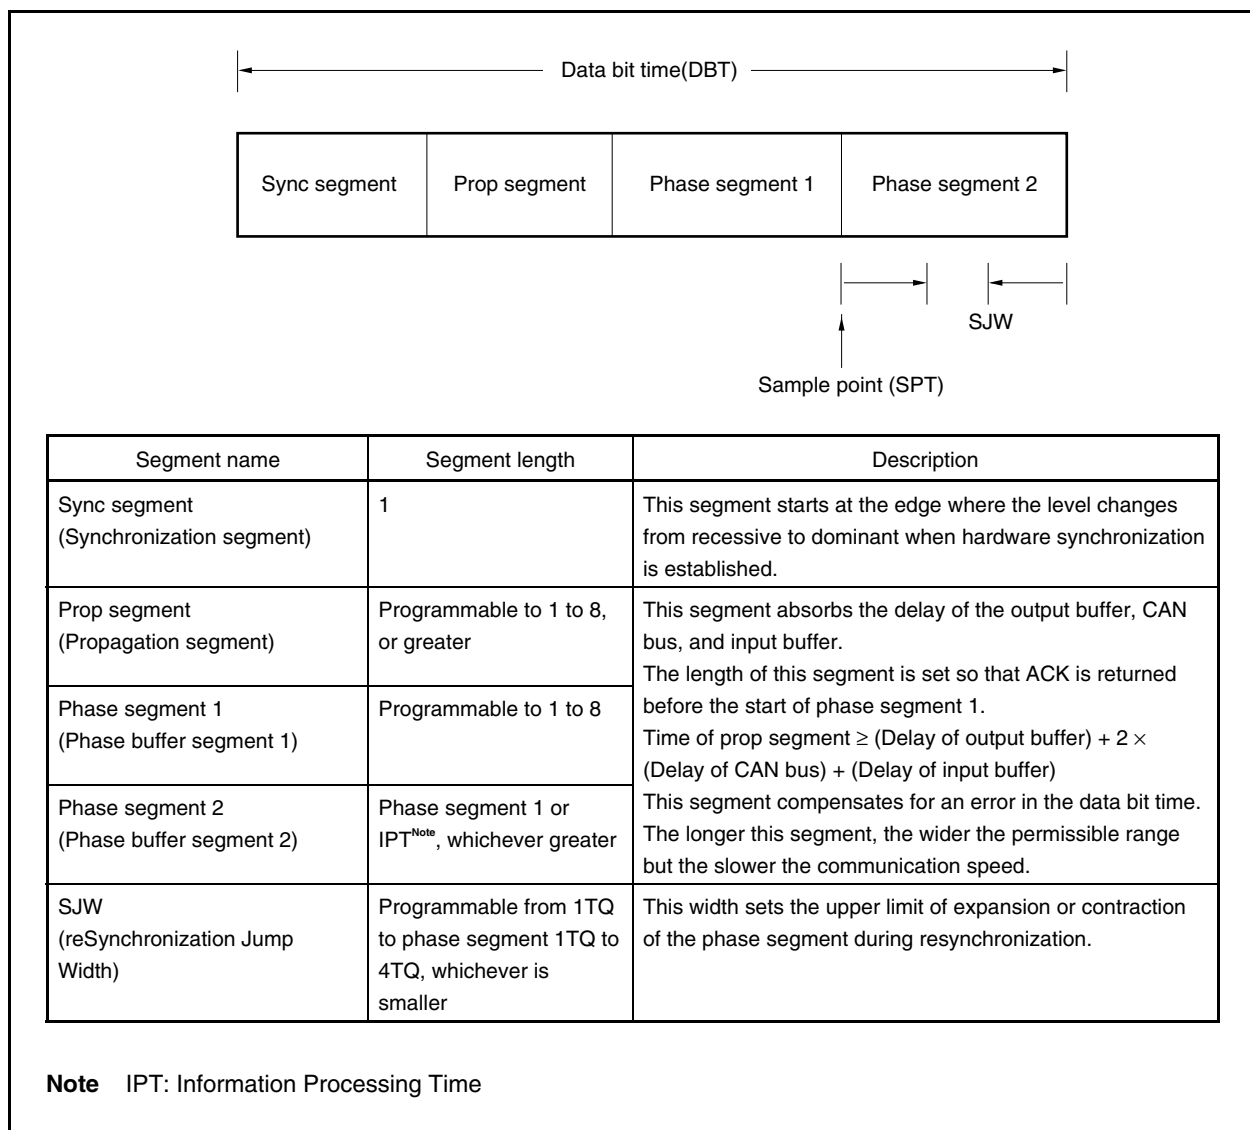 Data bit time(DBT)
Sync segment
Prop segment
Phase segment 1
Phase segment 2
SJW
Sample point (SPT)
Segment name
Segment length
Description
Sync segment
(Synchronization segment)
1
This segment starts at the edge where the level changes
from recessive to dominant when hardware synchronization
is established.
Prop segment
(Propagation segment)
Programmable to 1 to 8,
or greater
This segment absorbs the delay of the output buffer, CAN
bus, and input buffer.
The length of this segment is set so that ACK is returned
before the start of phase segment 1.
Time of prop segment ≥ (Delay of output buffer) + 2 ×
(Delay of CAN bus) + (Delay of input buffer)
This segment compensates for an error in the data bit time.
The longer this segment, the wider the permissible range
but the slower the communication speed.
Phase segment 1
(Phase buffer segment 1)
Programmable to 1 to 8
Phase segment 2
(Phase buffer segment 2)
Phase segment 1 or
IPTNote, whichever greater
SJW
(reSynchronization Jump
Width)
Programmable from 1TQ
to phase segment 1TQ to
4TQ, whichever is
smaller
This width sets the upper limit of expansion or contraction
of the phase segment during resynchronization.
Note IPT: Information Processing Time